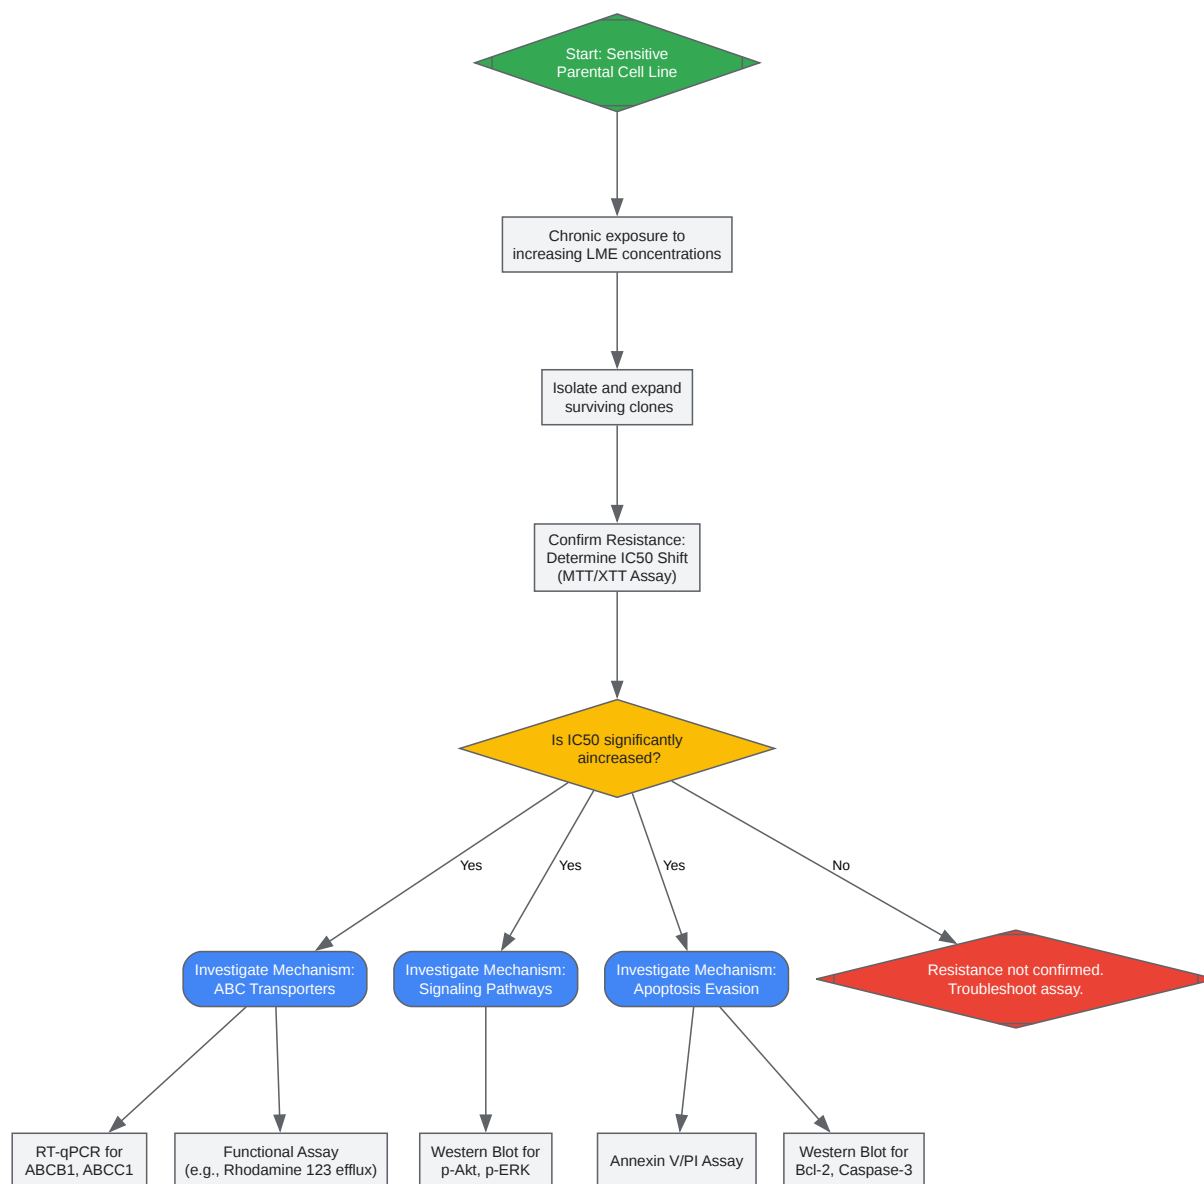 Start: Sensitive
Parental Cell Line
Chronic exposure to
increasing LME concentrations
Isolate and expand
surviving clones
Confirm Resistance:
Determine IC50 Shift
(MTT/XTT Assay)
Is IC50 significantly
aincreased?
Yes
Yes
Yes
No
Investigate Mechanism:
ABC Transporters
Investigate Mechanism:
Signaling Pathways
Investigate Mechanism:
Apoptosis Evasion
Resistance not confirmed.
Troubleshoot assay.
RT-qPCR for
ABCB1, ABCC1
Functional Assay
(e.g., Rhodamine 123 efflux)
Western Blot for
p-Akt, p-ERK
Annexin V/PI Assay
Western Blot for
Bcl-2, Caspase-3